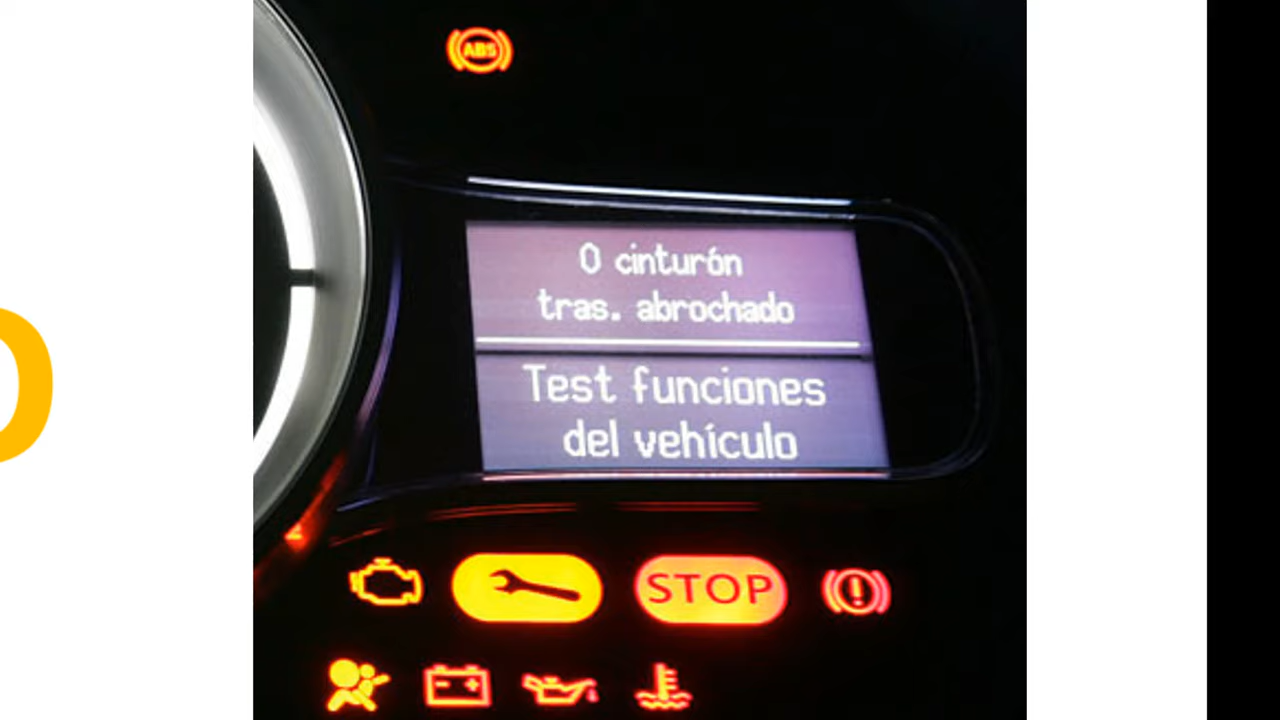 ABS
0 cinturón
tras. abrochado
Test funciones
del vehículo
STOP